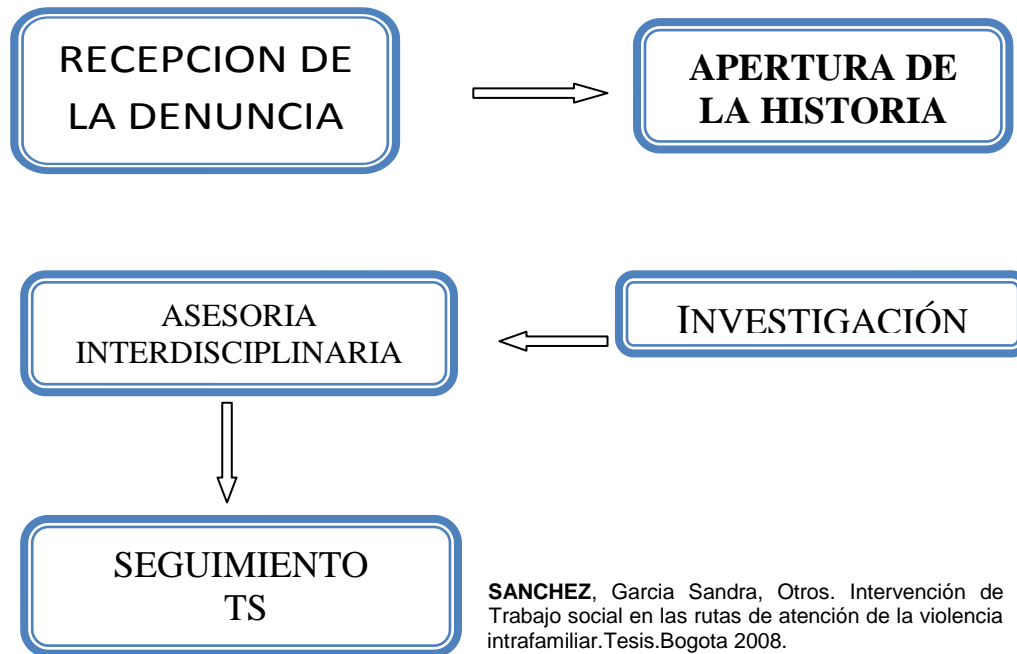 RECEPCION DE
LA DENUNCIA
APERTURA DE
LA HISTORIA
INVESTIGACIÓN
ASESORIA
INTERDISCIPLINARIA
SEGUIMIENTO
TS
SANCHEZ, Garcia Sandra, Otros. Intervención de
Trabajo social en las rutas de atención de la violencia
intrafamiliar.Tesis.Bogota 2008.